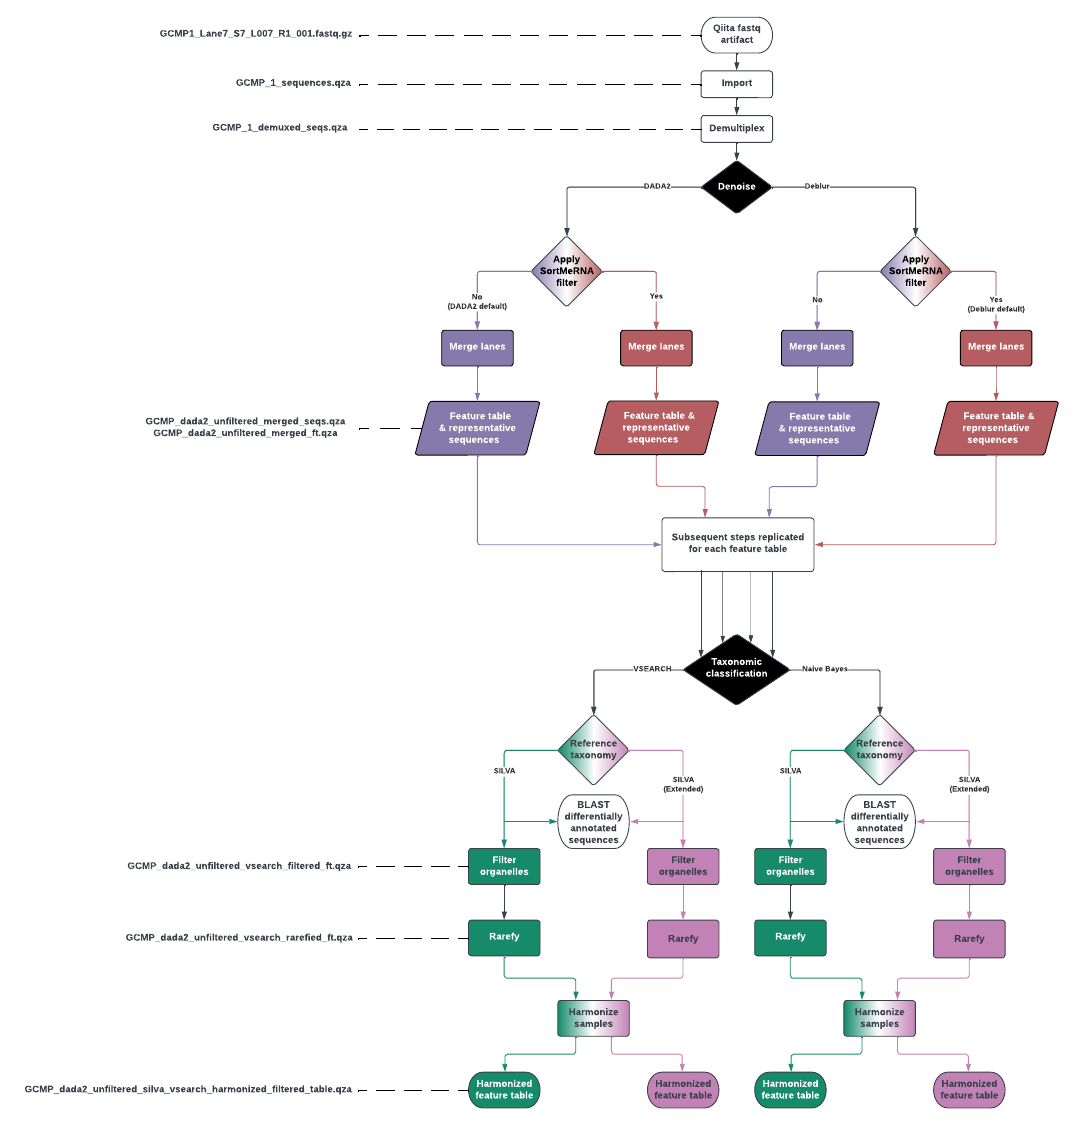 GCMP1_Lane7_S7_L007_R1_001.fastq.gz
Qiita fastq
artifact
GCMP_1_sequences.qza
Import
GCMP_1_demuxed_seqs.qza
Demultiplex
DADA2
Denoise
Deblur
Apply
SortMeRNA
filter
Apply
SortMeRNA
filter
No
(DADA2 default)
Yes
No
Yes
(Deblur default)
Merge lanes
Merge lanes
Merge lanes
Merge lanes
GCMP_dada2_unfiltered_merged_seqs.qza
GCMP_dada2_unfiltered_merged_ft.qza
Feature table
& representative
sequences
Feature table &
representative
sequences
Feature table
& representative
sequences
Feature table &
representative
sequences
Subsequent steps replicated
for each feature table
VSEARCH
Taxonomic
classification
Naive Bayes
Reference
taxonomy
Reference
taxonomy
SILVA
SILVA
(Extended)
SILVA
SILVA
(Extended)
BLAST
differentially
annotated
sequences
BLAST
differentially
annotated
sequences
GCMP_dada2_unfiltered_vsearch_filtered_ft.qza
Filter
organelles
Filter
organelles
Filter
organelles
Filter
organelles
GCMP_dada2_unfiltered_vsearch_rarefied_ft.qza
Rarefy
Rarefy
Rarefy
Rarefy
Harmonize
samples
Harmonize
samples
GCMP_dada2_unfiltered_silva_vsearch_harmonized_filtered_table.qza
Harmonized
feature table
Harmonized
feature table
Harmonized
feature table
Harmonized
feature table